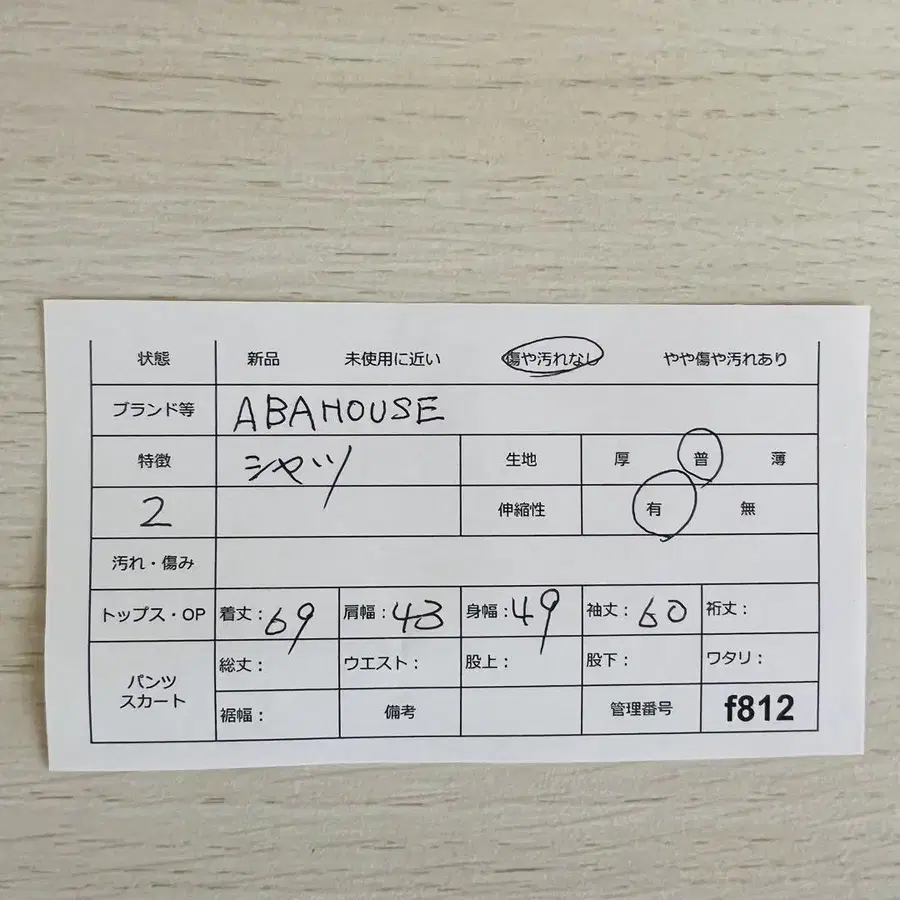 状態 新品 未使用に近い 傷や汚れなし やや傷や汚れあり
ブランド等 ABAHOUSE
特徴 シャツ 生地 厚 普 薄
2 伸縮性 有 無
汚れ・傷み
トップス・OP 着丈：69 肩幅：43 身幅：49 袖丈：60 裄丈：
パンツ スカート 総丈： ウエスト： 股上： 股下： ワタリ：
裾幅： 備考 管理番号 f812